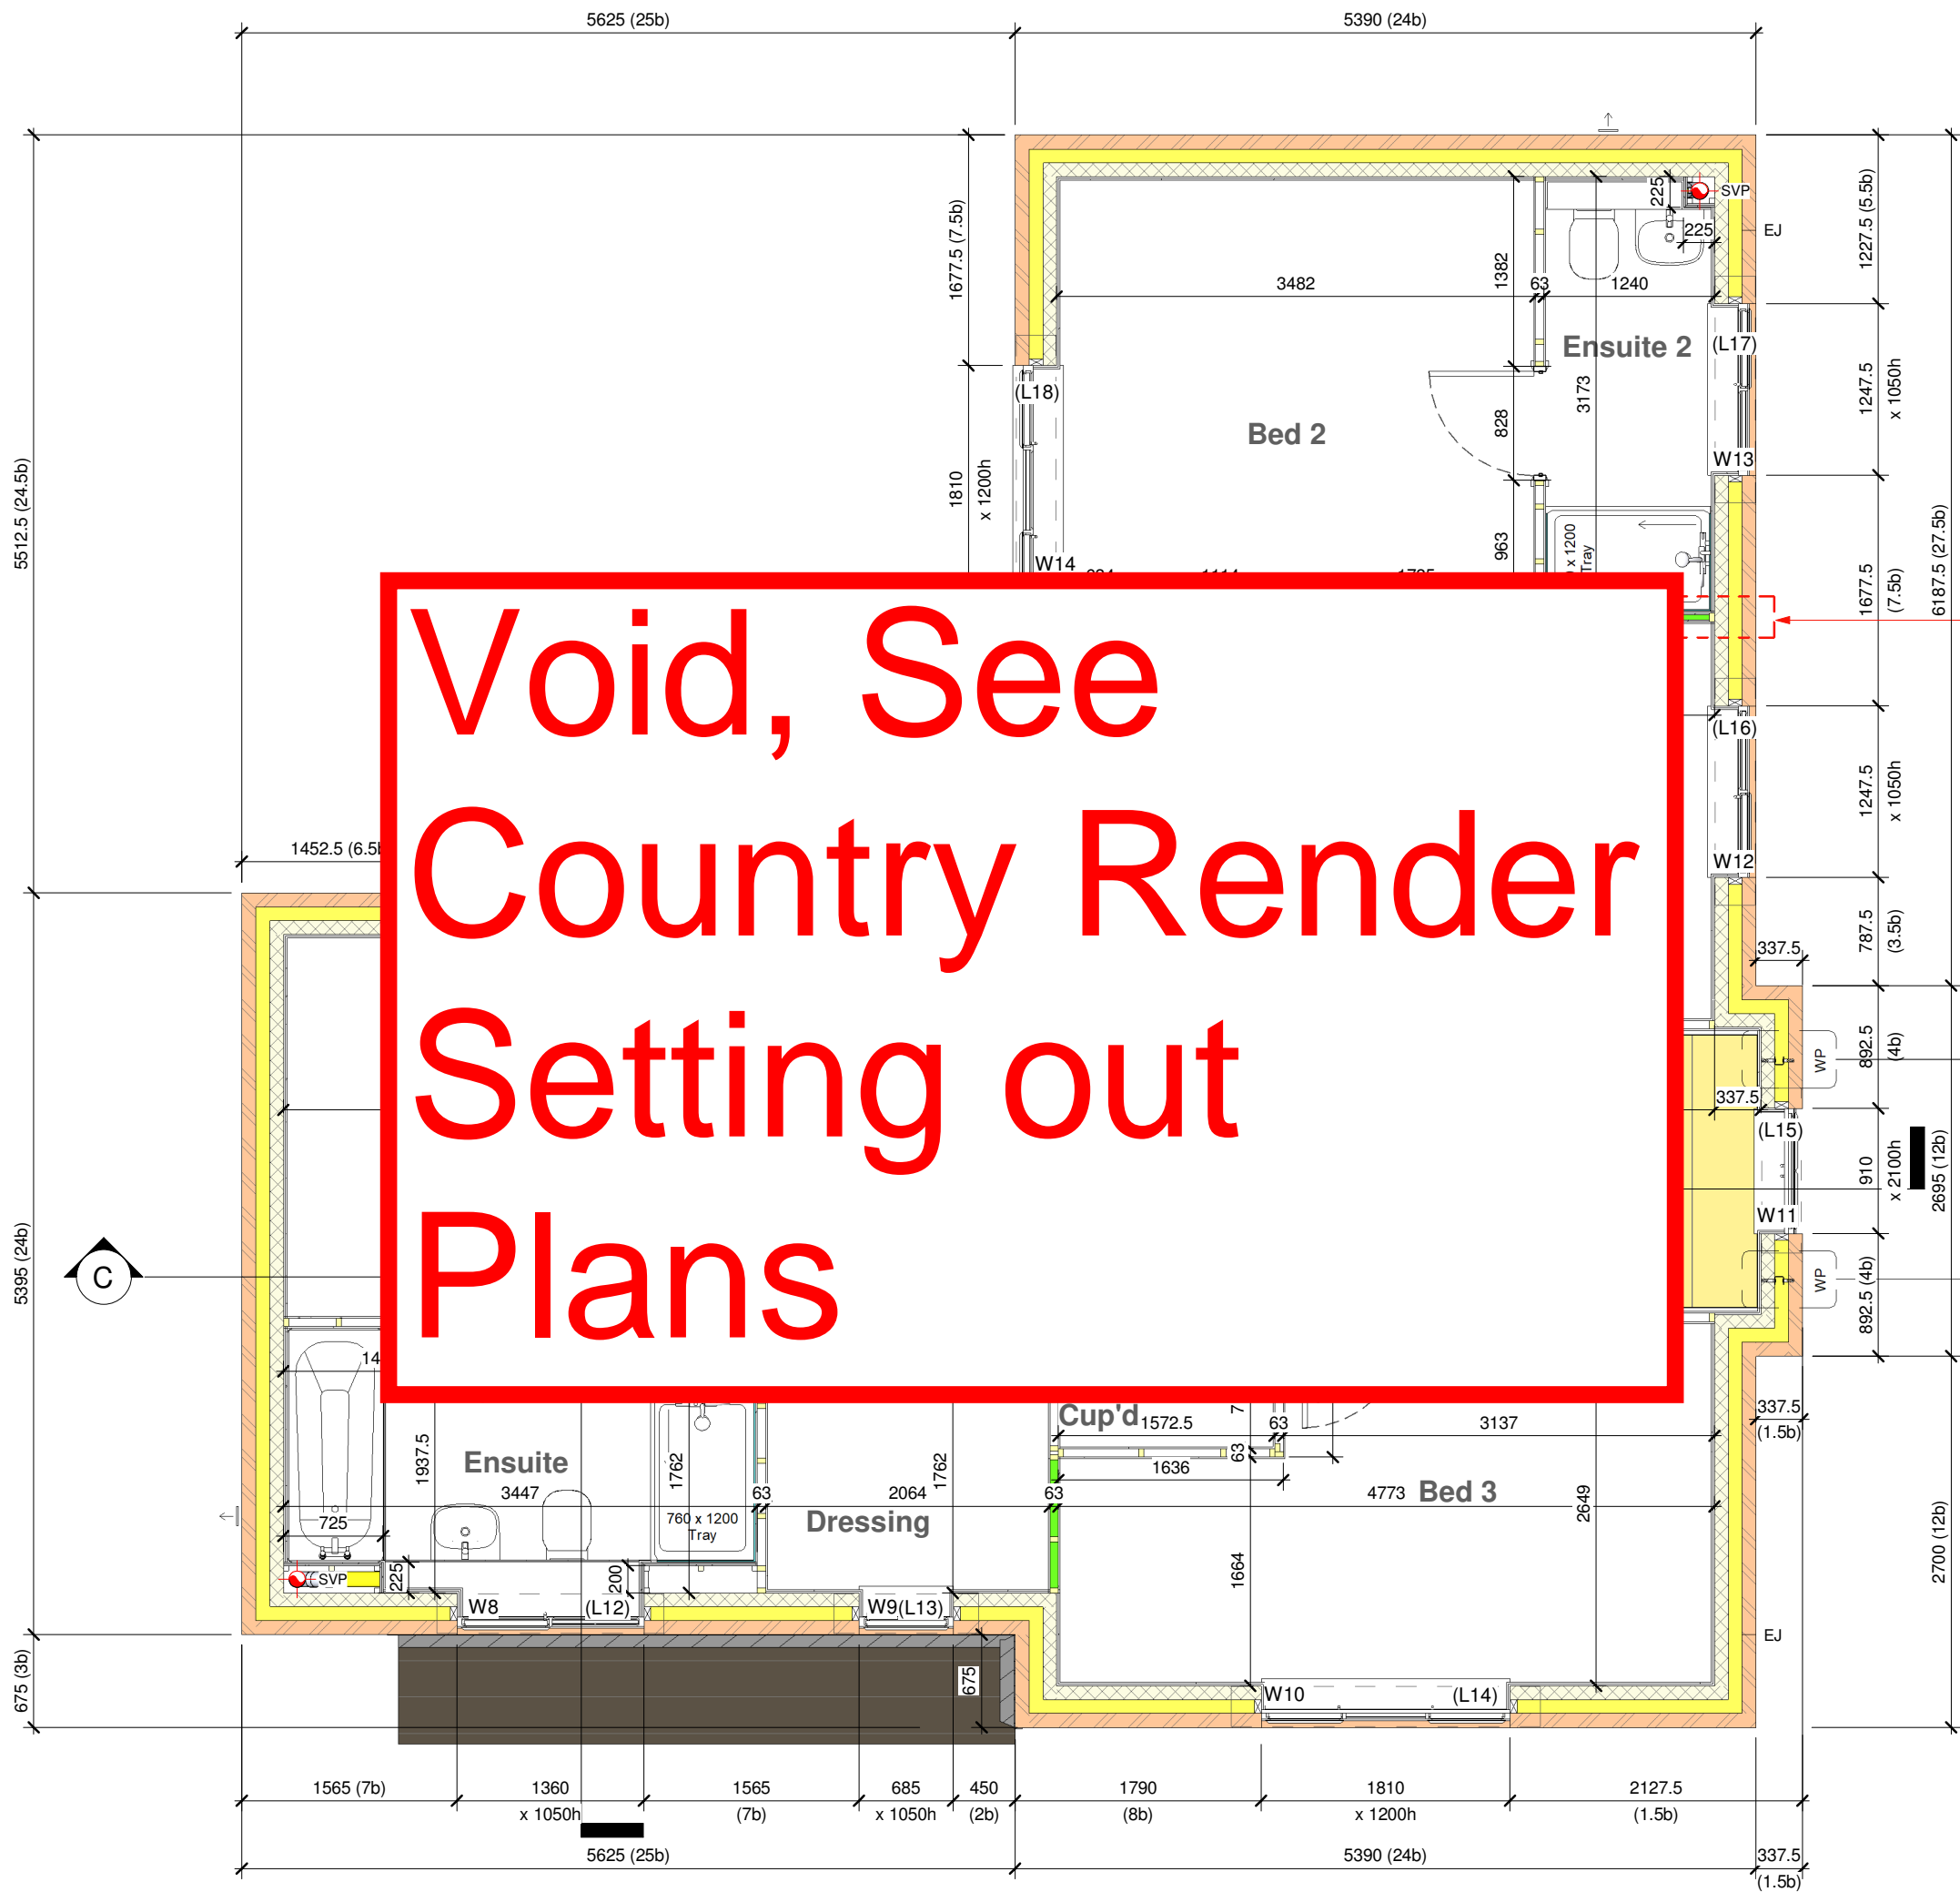 5625 (25b)
5390 (24b)
1677.5 (7.5b)
1810
x 1200h
5512.5 (24.5b)
5395 (24b)
675 (3b)
225
SVP
225
EJ
3482
63
1240
1382
828
963
3173
Ensuite 2
Bed 2
(L17)
W13
(L18)
W14
x 1200
Tray
1227.5 (5.5b)
1247.5
x 1050h
1677.5
(7.5b)
6187.5 (27.5b)
Void, See
Country Render
Setting out
Plans
(L16)
W12
1247.5
x 1050h
787.5
(3.5b)
337.5
892.5
(4b)
WP
337.5
(L15)
W11
910
x 2100h
2695 (12b)
WP
892.5 (4b)
337.5
(1.5b)
2700 (12b)
1452.5 (6.5b
C
14
Cup'd
1572.5
63
3137
63
1636
Ensuite
3447
1937.5
1762
63
2064
1762
63
4773
Bed 3
2649
Dressing
725
760 x 1200
Tray
SVP
225
200
W8
(L12)
W9(L13)
1664
EJ
675
W10
(L14)
1565 (7b)
1360
x 1050h
1565
(7b)
685
x 1050h
450
(2b)
1790
(8b)
1810
x 1200h
2127.5
(1.5b)
5625 (25b)
5390 (24b)
337.5
(1.5b)